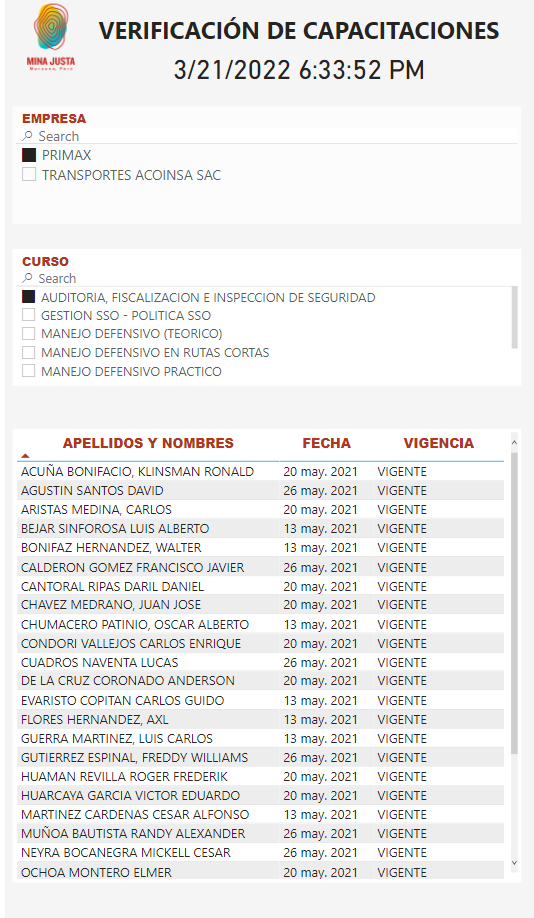 MINA JUSTA
Marcona, Perú
VERIFICACIÓN DE CAPACITACIONES
3/21/2022 6:33:52 PM
EMPRESA
Search
PRIMAX
TRANSPORTES ACOINSA SAC
CURSO
Search
AUDITORIA, FISCALIZACION E INSPECCION DE SEGURIDAD
GESTION SSO - POLITICA SSO
MANEJO DEFENSIVO (TEORICO)
MANEJO DEFENSIVO EN RUTAS CORTAS
MANEJO DEFENSIVO PRACTICO
APELLIDOS Y NOMBRES FECHA VIGENCIA
ACUÑA BONIFACIO, KLINSMAN RONALD 20 may. 2021 VIGENTE
AGUSTIN SANTOS DAVID 26 may. 2021 VIGENTE
ARISTAS MEDINA, CARLOS 20 may. 2021 VIGENTE
BEJAR SINFOROSA LUIS ALBERTO 13 may. 2021 VIGENTE
BONIFAZ HERNANDEZ, WALTER 13 may. 2021 VIGENTE
CALDERON GOMEZ FRANCISCO JAVIER 26 may. 2021 VIGENTE
CANTORAL RIPAS DARIL DANIEL 20 may. 2021 VIGENTE
CHAVEZ MEDRANO, JUAN JOSE 20 may. 2021 VIGENTE
CHUMACERO PATINIO, OSCAR ALBERTO 13 may. 2021 VIGENTE
CONDORI VALLEJOS CARLOS ENRIQUE 20 may. 2021 VIGENTE
CUADROS NAVENTA LUCAS 26 may. 2021 VIGENTE
DE LA CRUZ CORONADO ANDERSON 20 may. 2021 VIGENTE
EVARISTO COPITAN CARLOS GUIDO 13 may. 2021 VIGENTE
FLORES HERNANDEZ, AXL 13 may. 2021 VIGENTE
GUERRA MARTINEZ, LUIS CARLOS 13 may. 2021 VIGENTE
GUTIERREZ ESPINAL, FREDDY WILLIAMS 26 may. 2021 VIGENTE
HUAMAN REVILLA ROGER FREDERIK 20 may. 2021 VIGENTE
HUARCAYA GARCIA VICTOR EDUARDO 20 may. 2021 VIGENTE
MARTINEZ CARDENAS CESAR ALFONSO 13 may. 2021 VIGENTE
MUÑOA BAUTISTA RANDY ALEXANDER 26 may. 2021 VIGENTE
NEYRA BOCANEGRA MICKELL CESAR 26 may. 2021 VIGENTE
OCHOA MONTERO ELMER 20 may. 2021 VIGENTE